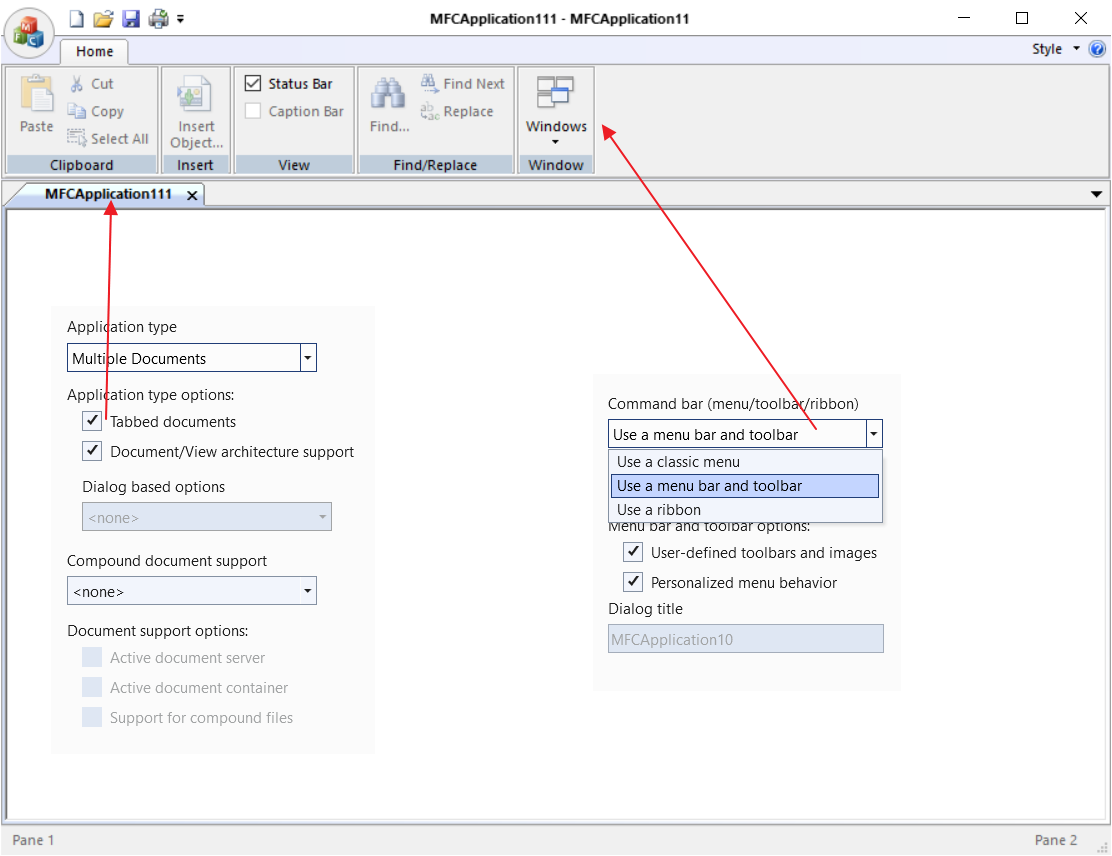 MFCApplication111 - MFCApplication11
Home
Style
Paste
Cut
Copy
Select All
Clipboard
Insert
Object...
Insert
Status Bar
Caption Bar
View
Find...
Find Next
Replace
Find/Replace
Windows
Window
MFCApplication111
Application type
Multiple Documents
Application type options:
Tabbed documents
Document/View architecture support
Dialog based options
<none>
Compound document support
<none>
Document support options:
Active document server
Active document container
Support for compound files
Command bar (menu/toolbar/ribbon)
Use a menu bar and toolbar
Use a classic menu
Use a menu bar and toolbar
Use a ribbon
Menu bar and toolbar options:
User-defined toolbars and images
Personalized menu behavior
Dialog title
MFCApplication10
Pane 1
Pane 2